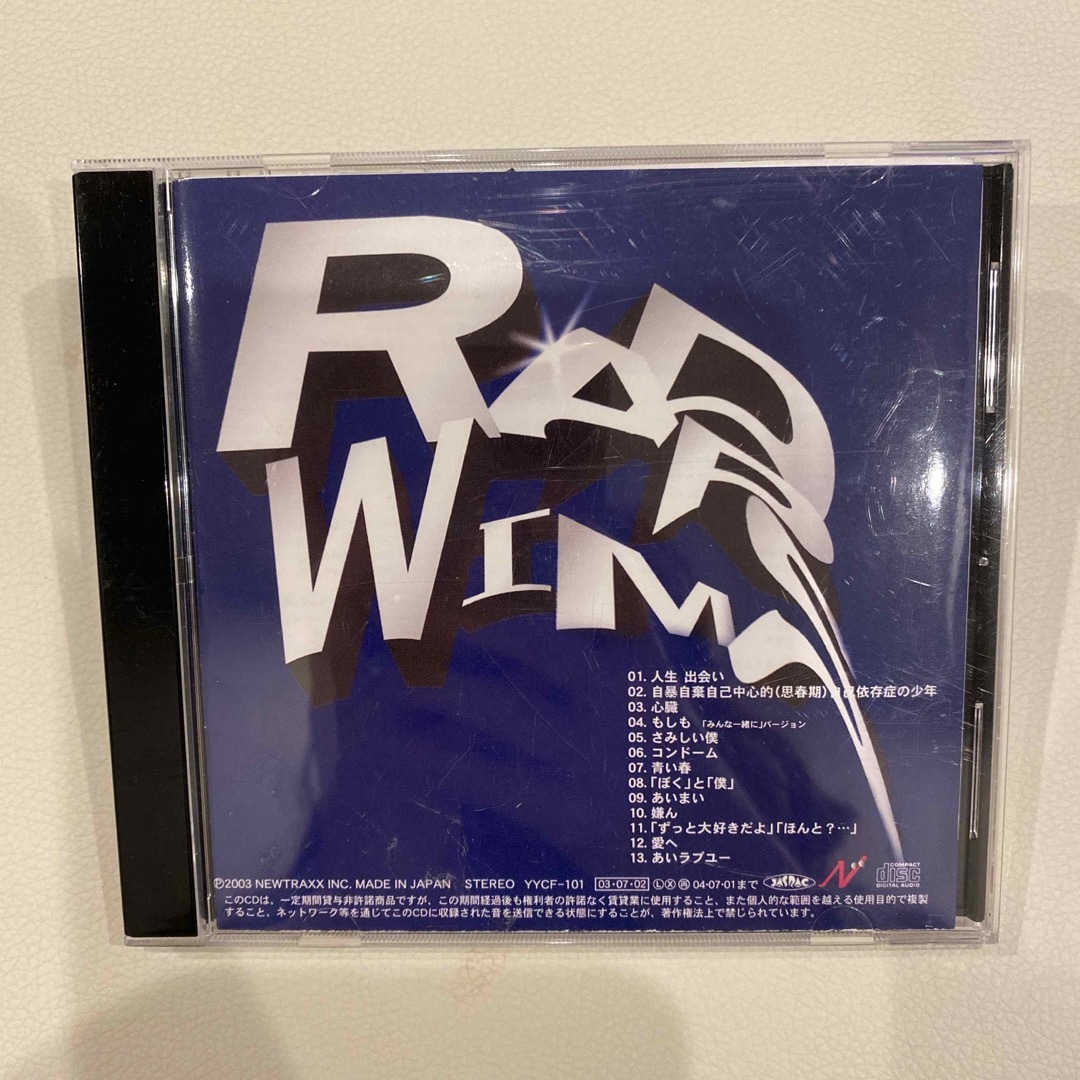 RADWIMPS
01. 人生 出会い
02. 自暴自棄自己中心的(思春期)自己依存症の少年
03. 心臓
04. もしも 「みんな一緒に」バージョン
05. さみしい僕
06. コンドーム
07. 青い春
08.「ぼく」と「僕」
09. あいまい
10. 嫌ん
11.「ずっと大好きだよ」「ほんと?…」
12. 愛へ
13. あいラブユー
Ⓟ2003 NEWTRAXX INC. MADE IN JAPAN STEREO YYCF-101 03・07・02 Ⓛ Ⓧ ㊞ 04・07・01まで JASRAC N COMPACT disc DIGITAL AUDIO
このCDは、一定期間貸与非許諾商品ですが、この期間経過後も権利者の許諾なく賃貸業に使用すること、また個人的な範囲を越える使用目的で複製
すること、ネットワーク等を通じてこのCDに収録された音を送信できる状態にすることが、著作権法上で禁じられています。